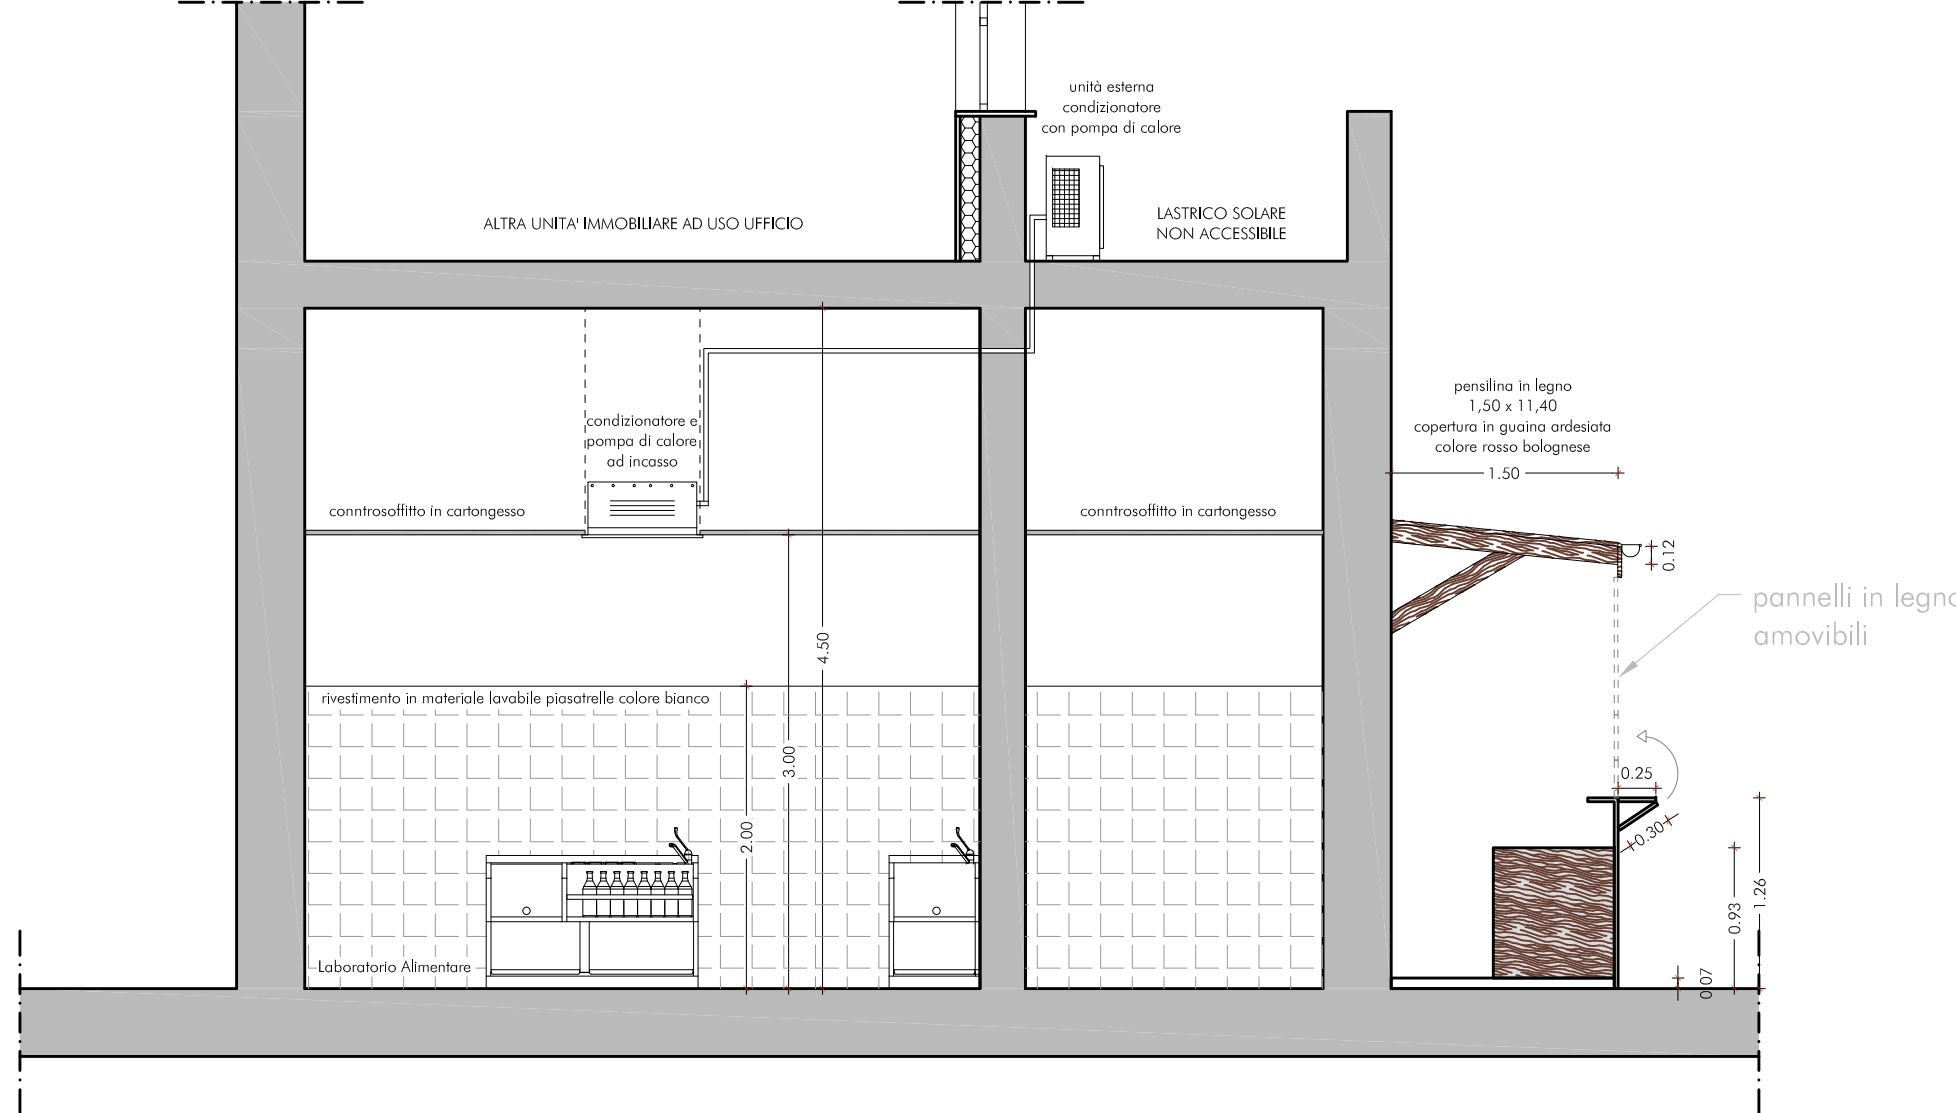 unità esterna
condizionatore
con pompa di calore
ALTRA UNITA' IMMOBILIARE AD USO UFFICIO
LASTRICO SOLARE
NON ACCESSIBILE
condizionatore e
pompa di calore
ad incasso
pensilina in legno
1,50 x 11,40
copertura in guaina ardesiata
colore rosso bolognese
1.50
conntrosoffitto in cartongesso
conntrosoffitto in cartongesso
0.12
pannelli in legno
amovibili
4.50
rivestimento in materiale lavabile piasatrelle colore bianco
3.00
2.00
0.25
0.30
1.26
0.93
0.07
Laboratorio Alimentare